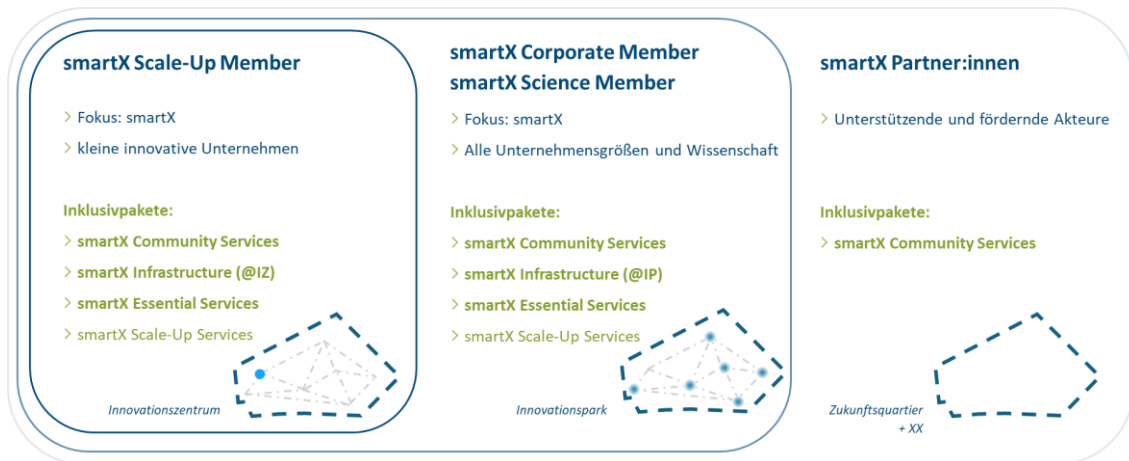 smartX Scale-Up Member
> Fokus: smartX
> kleine innovative Unternehmen
Inklusivpakete:
> smartX Community Services
> smartX Infrastructure (@IZ)
> smartX Essential Services
> smartX Scale-Up Services
Innovationszentrum
smartX Corporate Member
smartX Science Member
> Fokus: smartX
> Alle Unternehmensgrößen und Wissenschaft
Inklusivpakete:
> smartX Community Services
> smartX Infrastructure (@IP)
> smartX Essential Services
> smartX Scale-Up Services
Innovationspark
smartX Partner:innen
> Unterstützende und fördernde Akteure
Inklusivpakete:
> smartX Community Services
Zukunftsquartier
+ XX